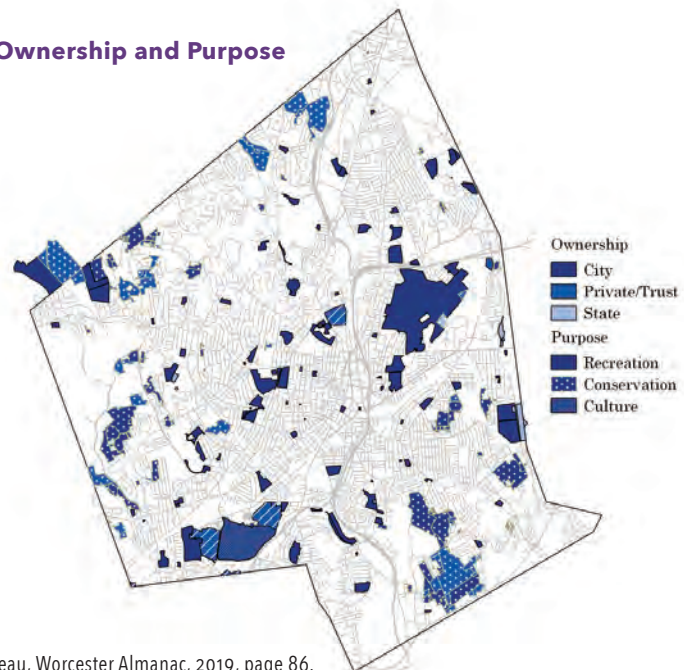 Ownership and Purpose
Ownership
City
Private/Trust
State
Purpose
Recreation
Conservation
Culture
eau, Worcester Almanac, 2019, page 86.